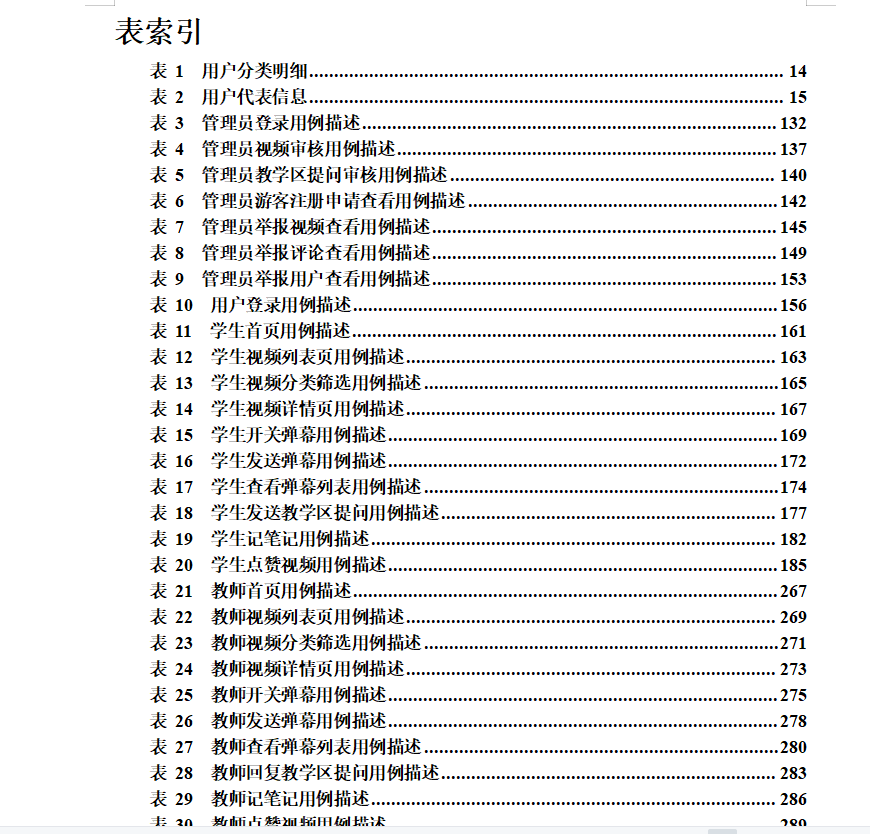 表索引
表 1 用户分类明细........ 14
表 2 用户代表信息........ 15
表 3 管理员登录用例描述........ 132
表 4 管理员视频审核用例描述........ 137
表 5 管理员教学区提问审核用例描述........ 140
表 6 管理员游客注册申请查看用例描述........ 142
表 7 管理员举报视频查看用例描述........ 145
表 8 管理员举报评论查看用例描述........ 149
表 9 管理员举报用户查看用例描述........ 153
表 10 用户登录用例描述........ 156
表 11 学生首页用例描述........ 161
表 12 学生视频列表页用例描述........ 163
表 13 学生视频分类筛选用例描述........ 165
表 14 学生视频详情页用例描述........ 167
表 15 学生开关弹幕用例描述........ 169
表 16 学生发送弹幕用例描述........ 172
表 17 学生查看弹幕列表用例描述........ 174
表 18 学生发送教学区提问用例描述........ 177
表 19 学生记笔记用例描述........ 182
表 20 学生点赞视频用例描述........ 185
表 21 教师首页用例描述........ 267
表 22 教师视频列表页用例描述........ 269
表 23 教师视频分类筛选用例描述........ 271
表 24 教师视频详情页用例描述........ 273
表 25 教师开关弹幕用例描述........ 275
表 26 教师发送弹幕用例描述........ 278
表 27 教师查看弹幕列表用例描述........ 280
表 28 教师回复教学区提问用例描述........ 283
表 29 教师记笔记用例描述........ 286
表 30 教师点赞视频用例描述........ 289